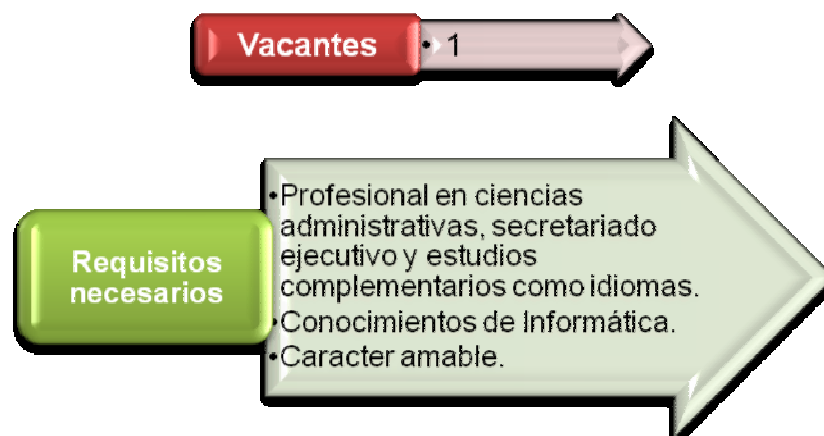 Vacantes
• 1
Requisitos
necesarios
•Profesional en ciencias
administrativas, secretariado
ejecutivo y estudios
complementarios como idiomas.
•Conocimientos de Informática.
•Caracter amable.